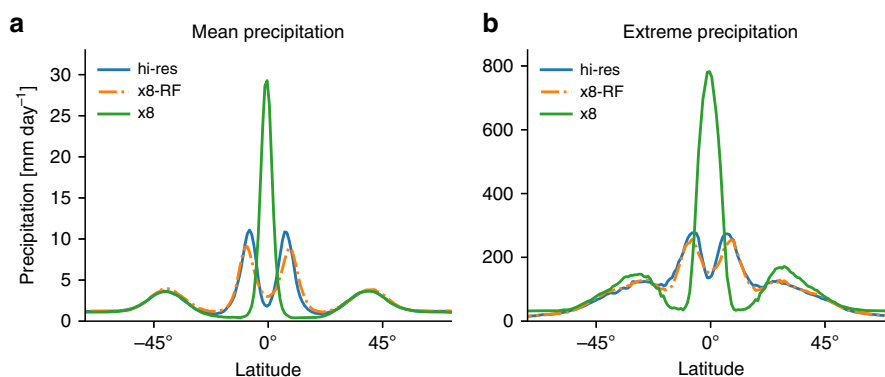 a
Mean precipitation
Precipitation [mm day⁻¹]
30
25
20
15
10
5
0
hi-res
x8-RF
x8
−45°
0°
45°
Latitude
b
Extreme precipitation
800
600
400
200
0
hi-res
x8-RF
x8
−45°
0°
45°
Latitude